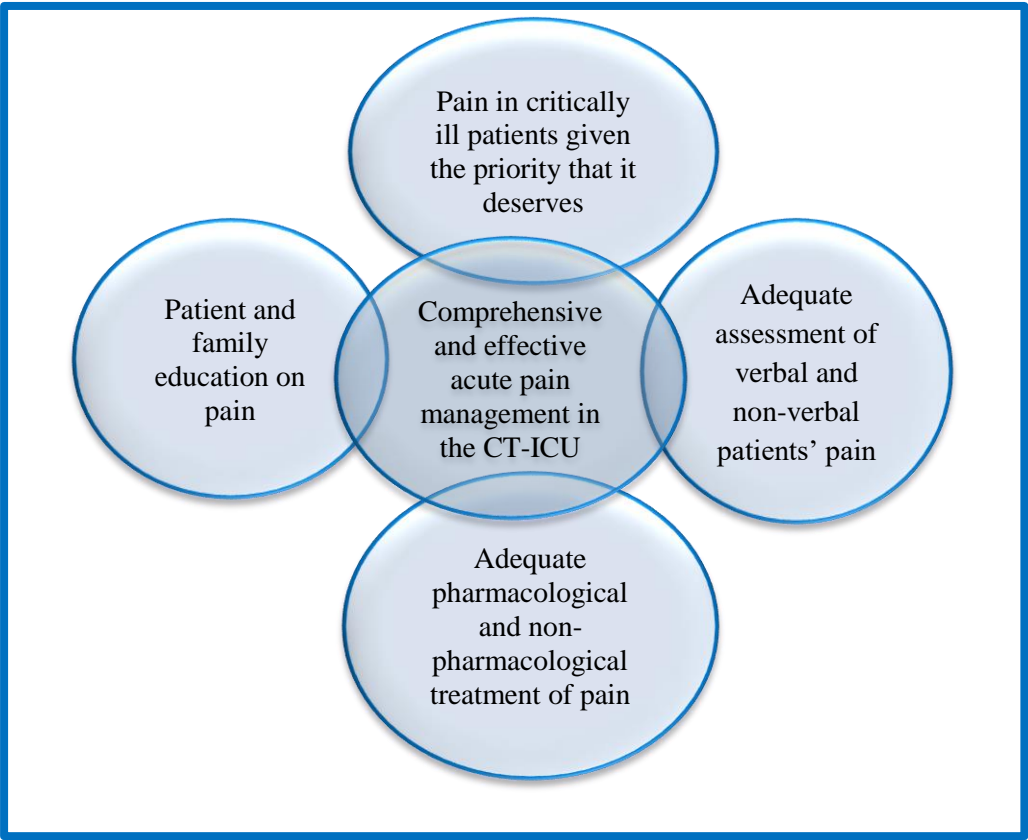 Pain in critically
ill patients given
the priority that it
deserves
Patient and
family
education on
pain
Comprehensive
and effective
acute pain
management in
the CT-ICU
Adequate
assessment of
verbal and
non-verbal
patients’ pain
Adequate
pharmacological
and non-
pharmacological
treatment of pain